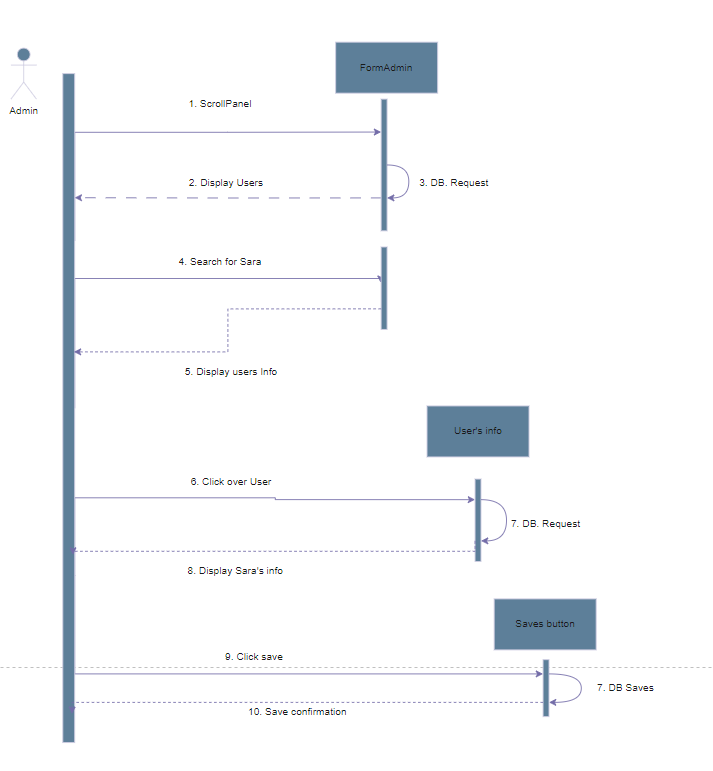 FormAdmin
Admin
1. ScrollPanel
2. Display Users
3. DB. Request
4. Search for Sara
5. Display users Info
User's info
6. Click over User
7. DB. Request
8. Display Sara's info
Saves button
9. Click save
7. DB Saves
10. Save confirmation